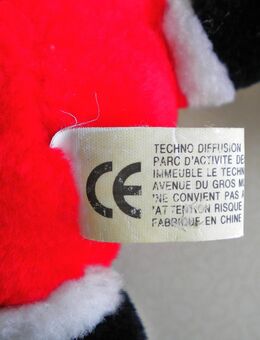 CE
TECHNO DIFFUSION
PARC D'ACTIVITE DE
IMMEUBLE LE TECHN
AVENUE DU GROS M
'NE CONVIENT PAS A
'ATTENTION RISQUE
FABRIQUE EN CHINE